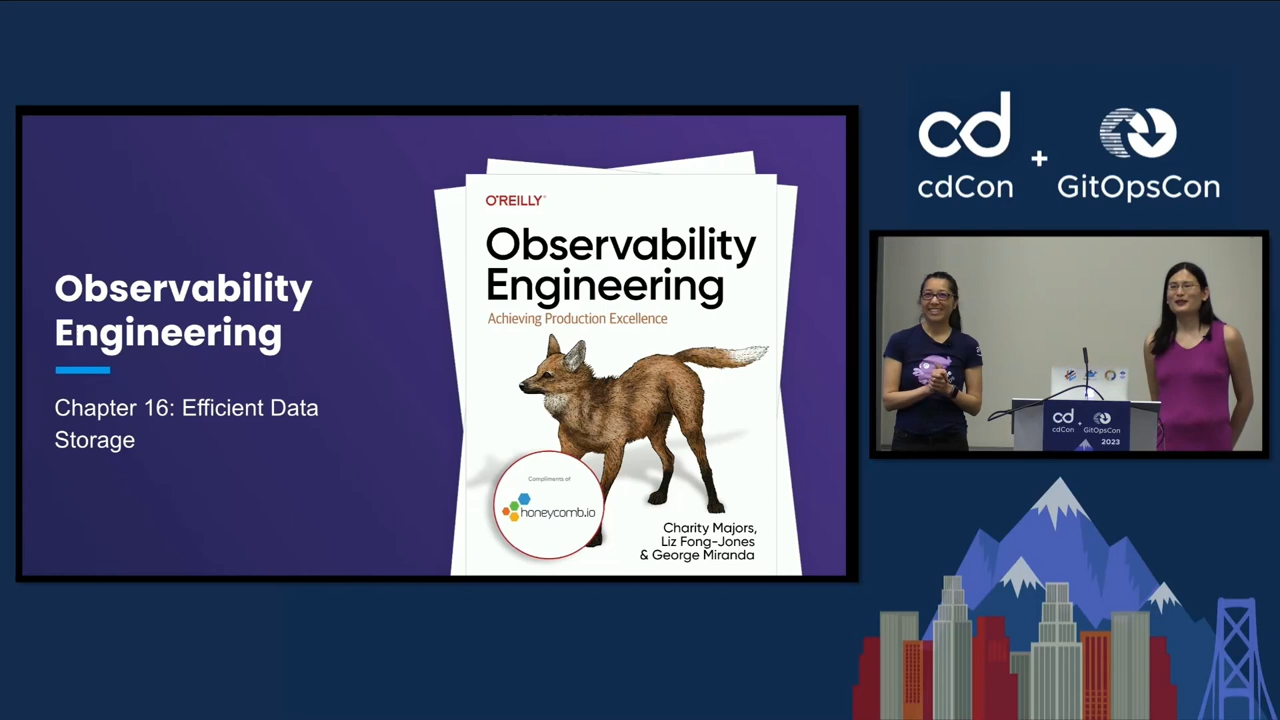 Observability
Engineering
Chapter 16: Efficient Data
Storage
O'REILLY®
Observability
Engineering
Achieving Production Excellence
Compliments of
honeycomb.io
Charity Majors,
Liz Fong-Jones
& George Miranda
cd
cdCon
+
GitOpsCon
cd
cdCon
+
GitOpsCon
2023